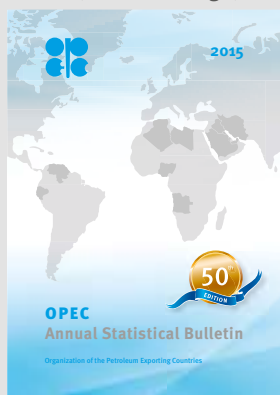 2015
50th
EDITION
OPEC
Annual Statistical Bulletin
Organization of the Petroleum Exporting Countries